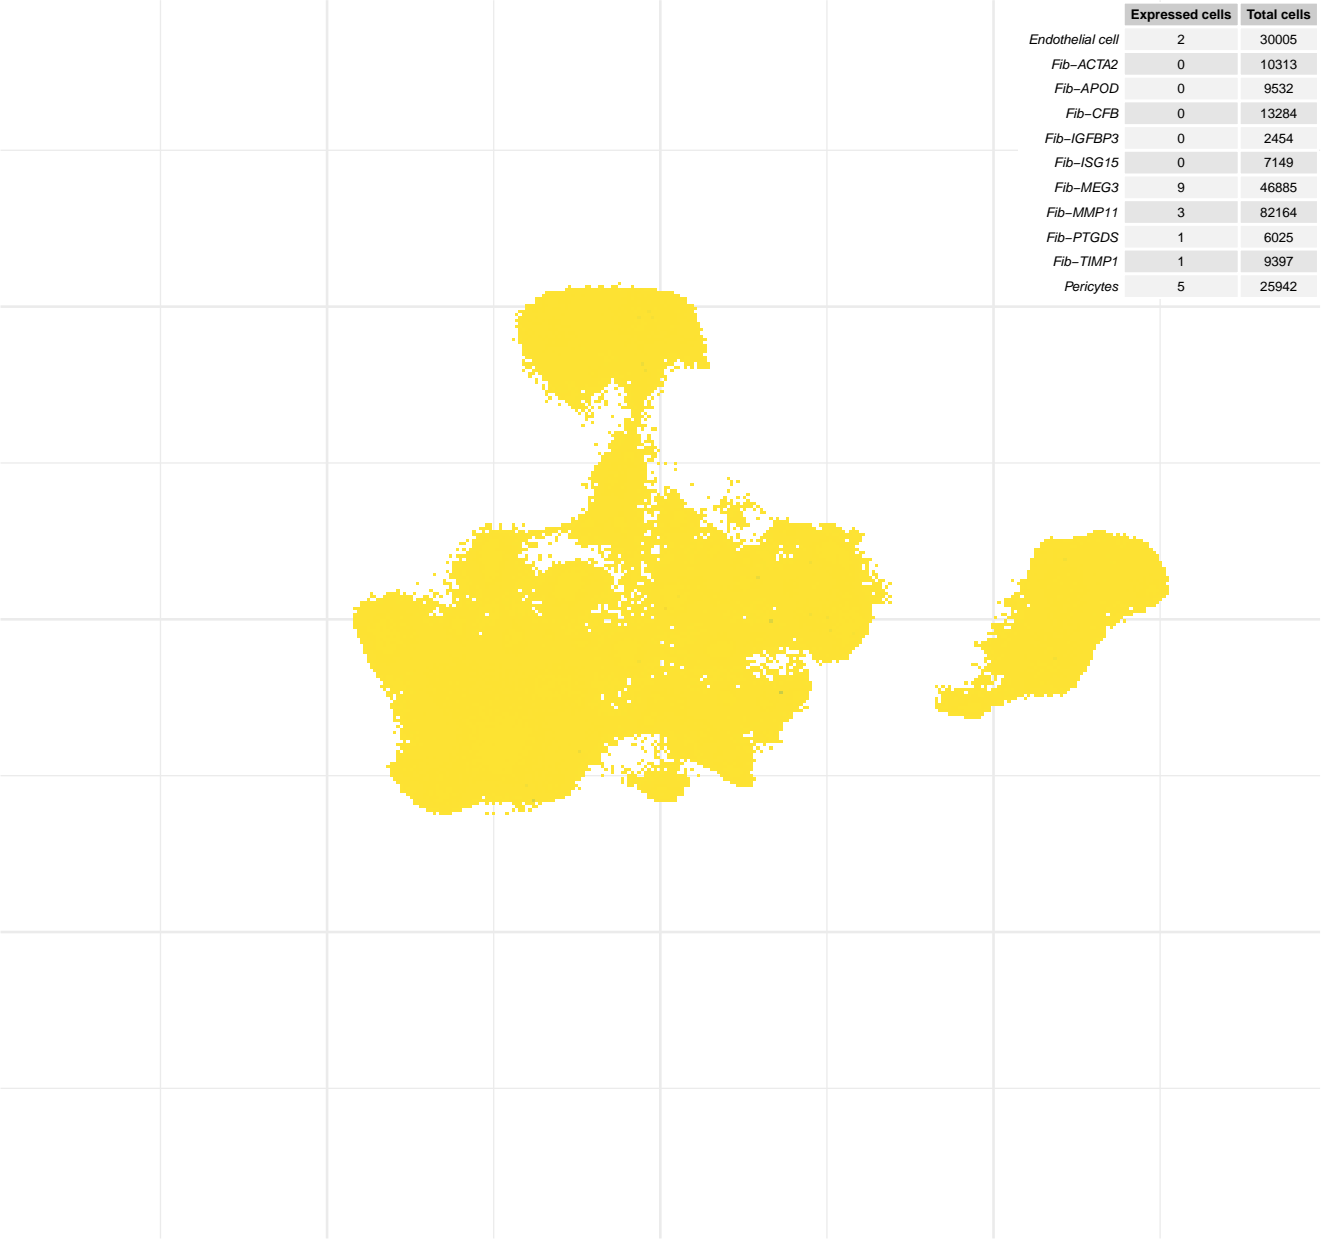 Expressed cells Total cells
Endothelial cell 2 30005
Fib−ACTA2 0 10313
Fib−APOD 0 9532
Fib−CFB 0 13284
Fib−IGFBP3 0 2454
Fib−ISG15 0 7149
Fib−MEG3 9 46885
Fib−MMP11 3 82164
Fib−PTGDS 1 6025
Fib−TIMP1 1 9397
Pericytes 5 25942